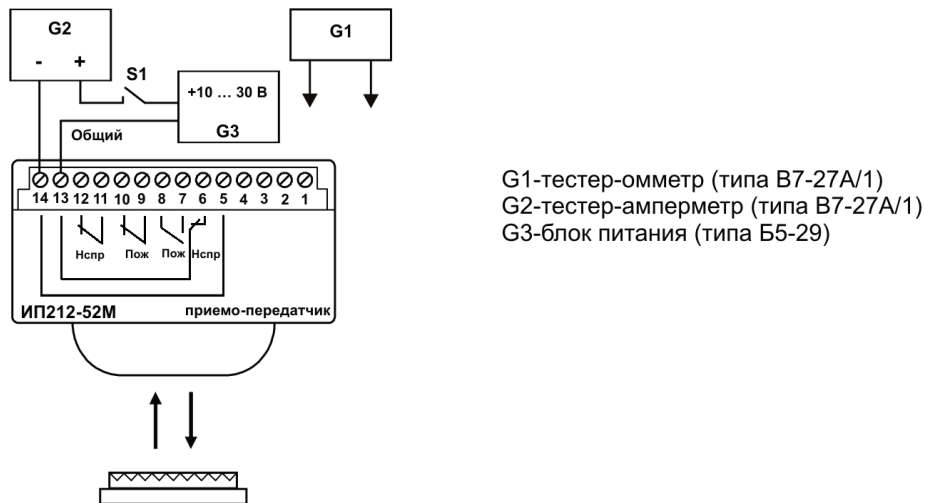 G2
G1
- +
S1
+10 ... 30 В
G3
Общий
14 13 12 11 10 9 8 7 6 5 4 3 2 1
Нспр Пож Пож Нспр
ИП212-52М приемо-передатчик
G1-тестер-омметр (типа В7-27А/1)
G2-тестер-амперметр (типа В7-27А/1)
G3-блок питания (типа Б5-29)